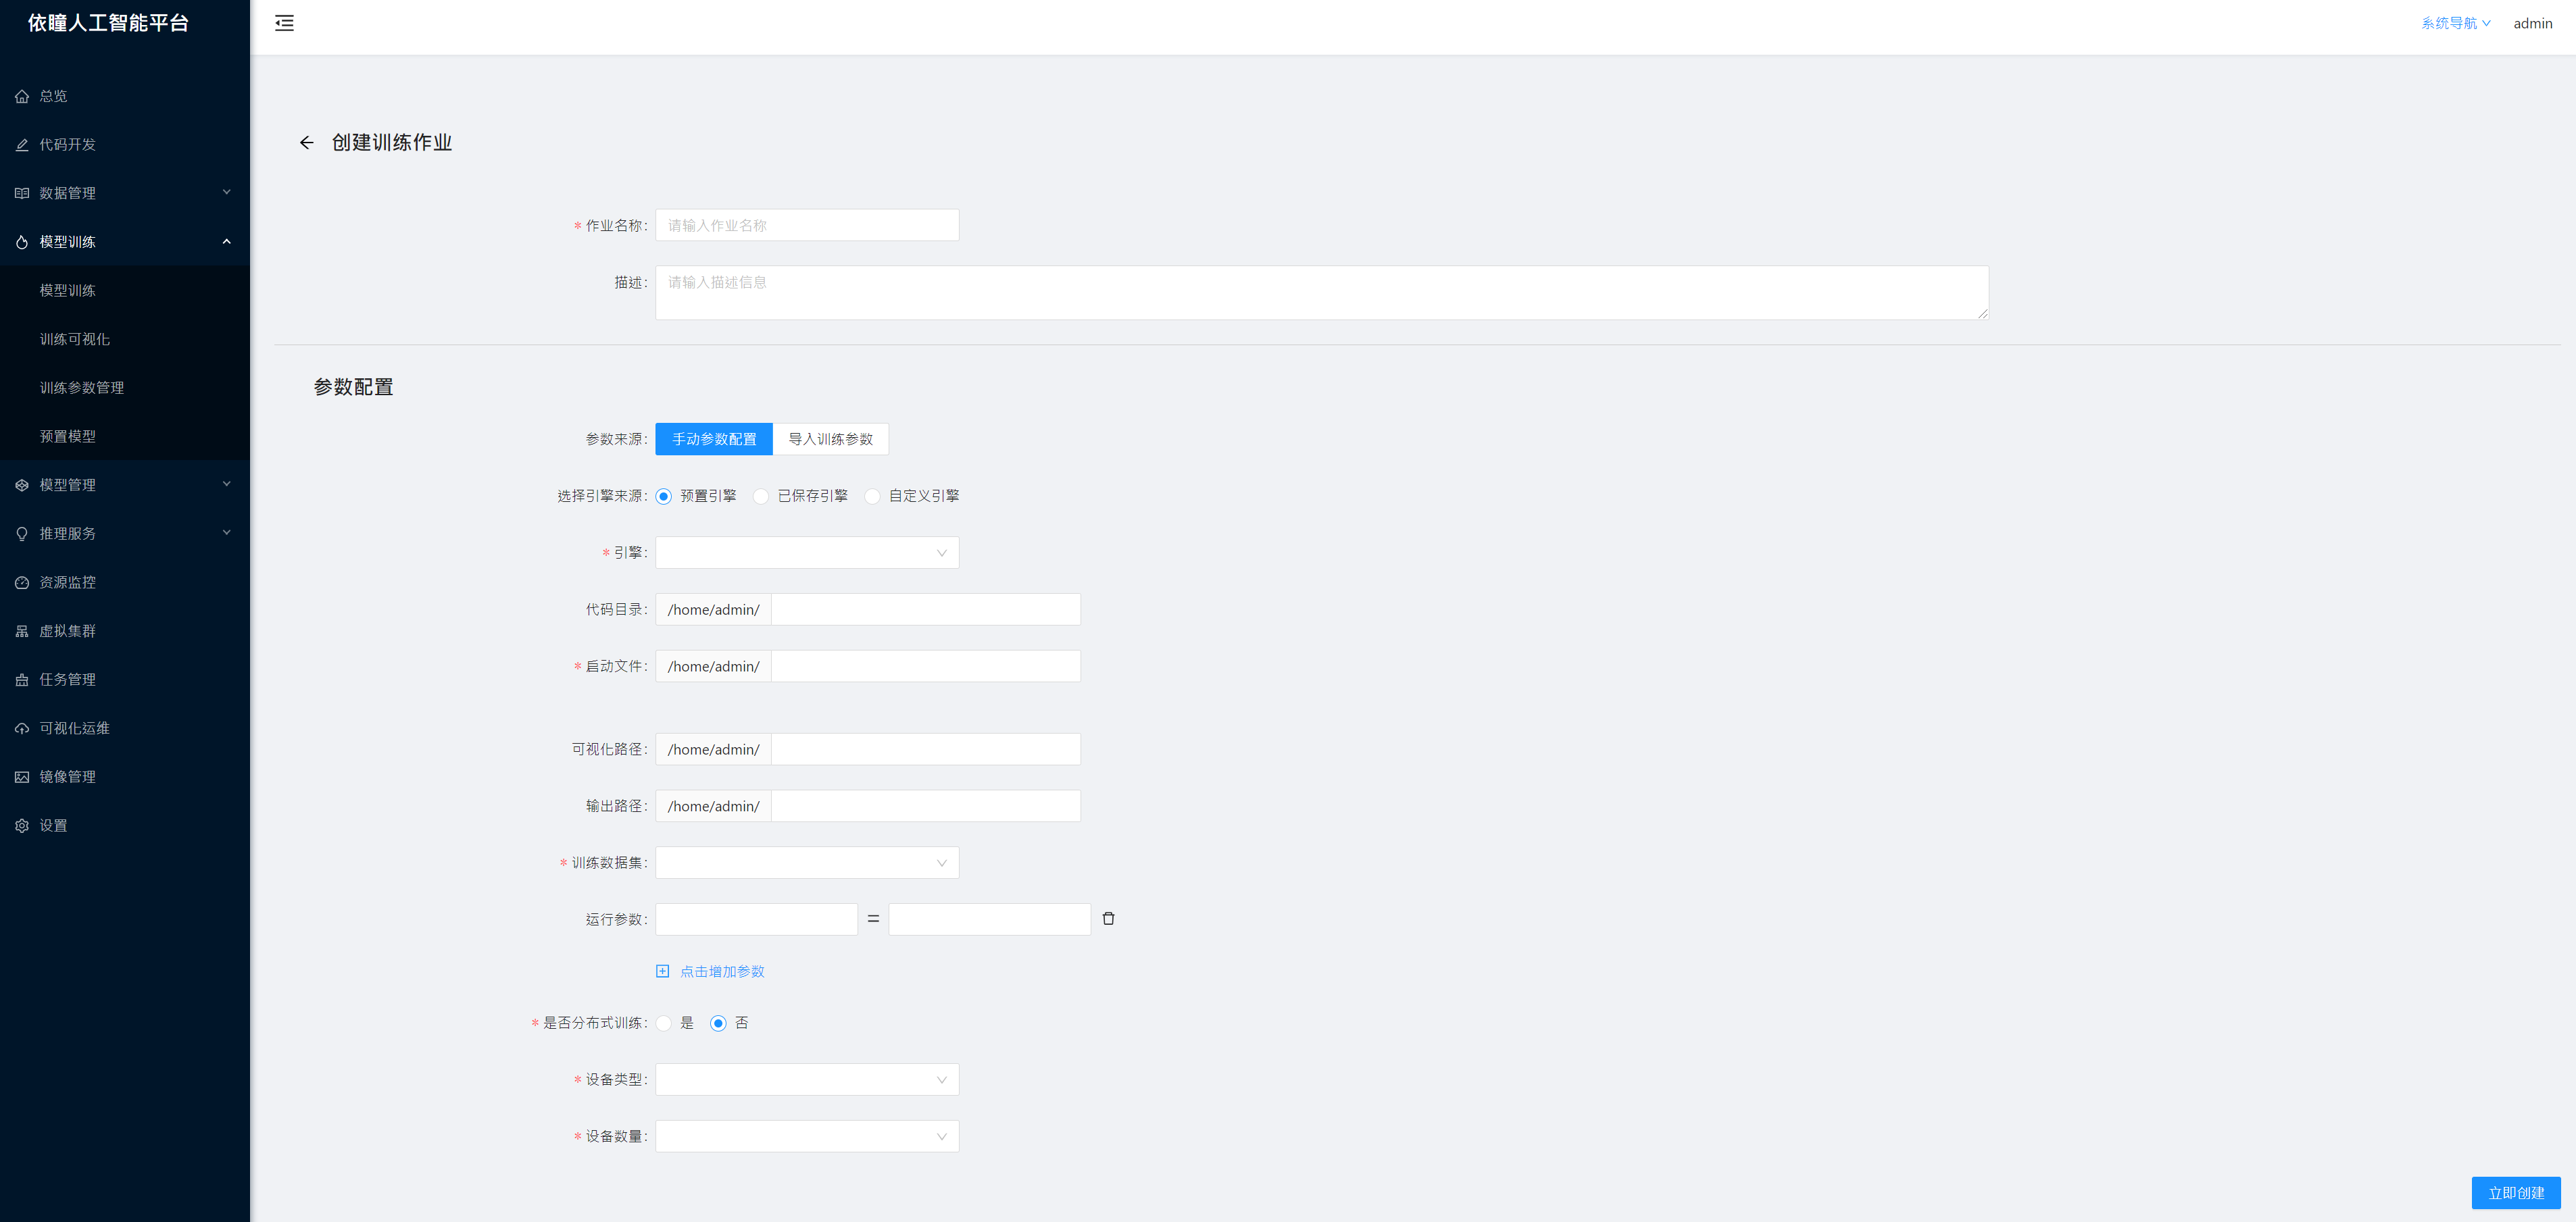 依瞳人工智能平台
系统导航
admin
总览
代码开发
数据管理
模型训练
模型训练
训练可视化
训练参数管理
预置模型
模型管理
推理服务
资源监控
虚拟集群
任务管理
可视化运维
镜像管理
设置
创建训练作业
* 作业名称: 请输入作业名称
描述: 请输入描述信息
参数配置
参数来源: 手动参数配置 导入训练参数
选择引擎来源: 预置引擎 已保存引擎 自定义引擎
* 引擎:
代码目录: /home/admin/
* 启动文件: /home/admin/
可视化路径: /home/admin/
输出路径: /home/admin/
* 训练数据集:
运行参数: =
点击增加参数
* 是否分布式训练: 是 否
* 设备类型:
* 设备数量:
立即创建